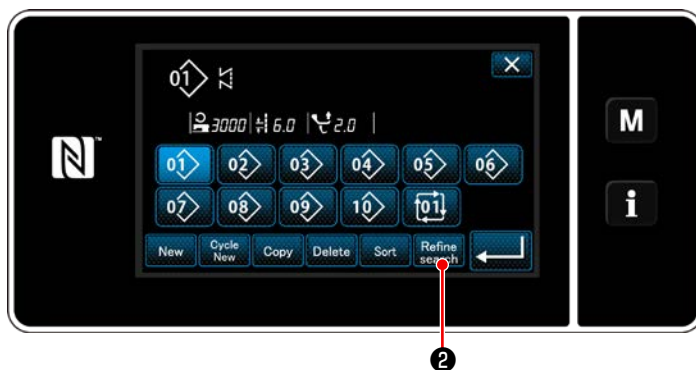 01
3000 6.0 2.0
M
01 02 03 04 05 06
N
07 08 09 10 01
i
New Cycle New Copy Delete Sort Refine search
❷